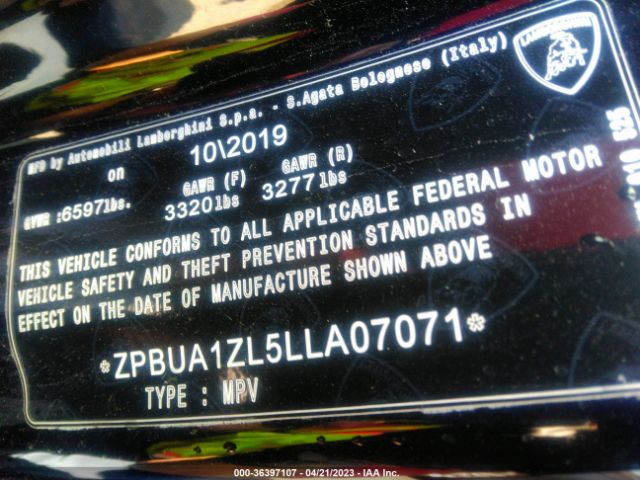 LAMBORGHINI
MFD by Automobili Lamborghini S.p.a. - S.Agata Bolognese (Italy)
on 10\2019
GVWR :6597lbs. GAWR (F) 3320lbs GAWR (R) 3277lbs
THIS VEHICLE CONFORMS TO ALL APPLICABLE FEDERAL MOTOR
VEHICLE SAFETY AND THEFT PREVENTION STANDARDS IN
EFFECT ON THE DATE OF MANUFACTURE SHOWN ABOVE
*ZPBUA1ZL5LLA07071*
TYPE : MPV
000-36397107 - 04/21/2023 - IAA Inc.